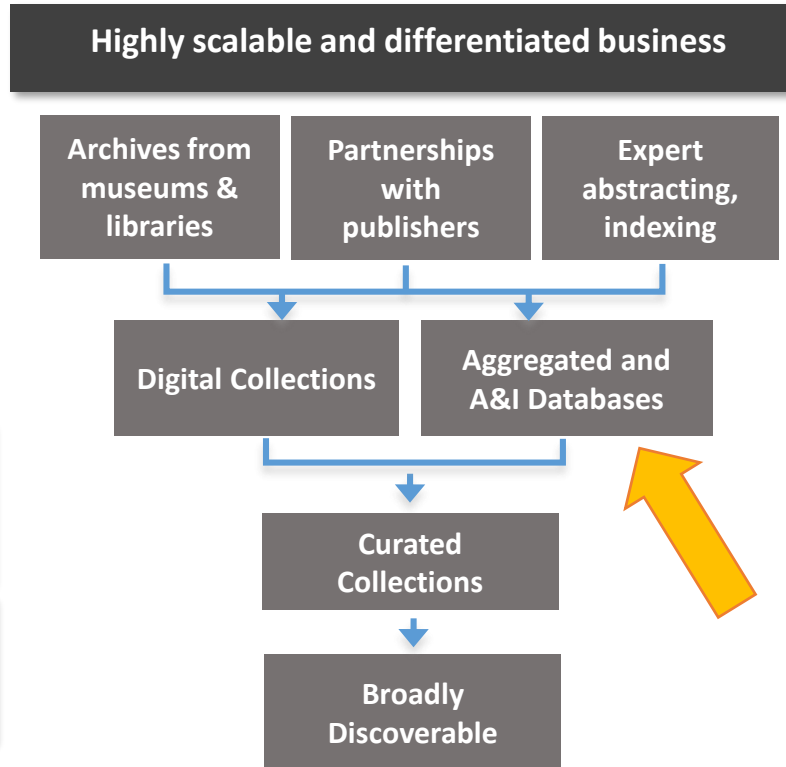 Highly scalable and differentiated business
Archives from
museums &
libraries
Partnerships
with
publishers
Expert
abstracting,
indexing
Digital Collections
Aggregated and
A&I Databases
Curated
Collections
Broadly
Discoverable